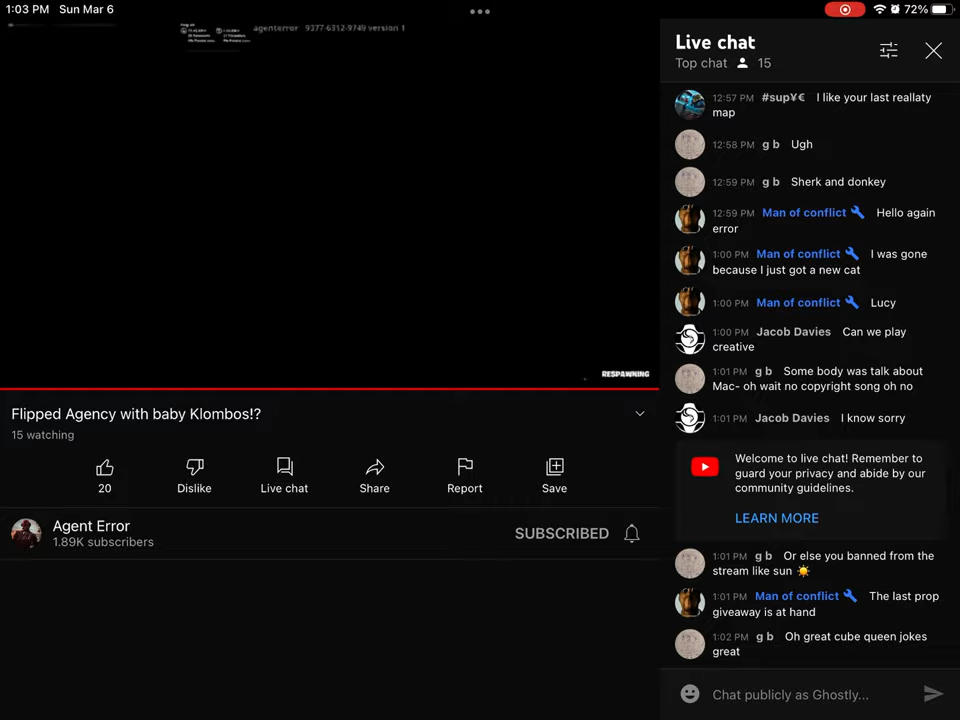 1:03 PM Sun Mar 6
72%
agenterror 9377-6312-9749 version 1
RESPAWNING
Flipped Agency with baby Klombos!?
15 watching
20
Dislike
Live chat
Share
Report
Save
Agent Error
1.89K subscribers
SUBSCRIBED
Live chat
Top chat 15
12:57 PM #sup¥€ I like your last reallaty
map
12:58 PM g b Ugh
12:59 PM g b Sherk and donkey
12:59 PM Man of conflict Hello again
error
1:00 PM Man of conflict I was gone
because I just got a new cat
1:00 PM Man of conflict Lucy
1:00 PM Jacob Davies Can we play
creative
1:01 PM g b Some body was talk about
Mac- oh wait no copyright song oh no
1:01 PM Jacob Davies I know sorry
Welcome to live chat! Remember to
guard your privacy and abide by our
community guidelines.
LEARN MORE
1:01 PM g b Or else you banned from the
stream like sun ☀️
1:01 PM Man of conflict The last prop
giveaway is at hand
1:02 PM g b Oh great cube queen jokes
great
Chat publicly as Ghostly...